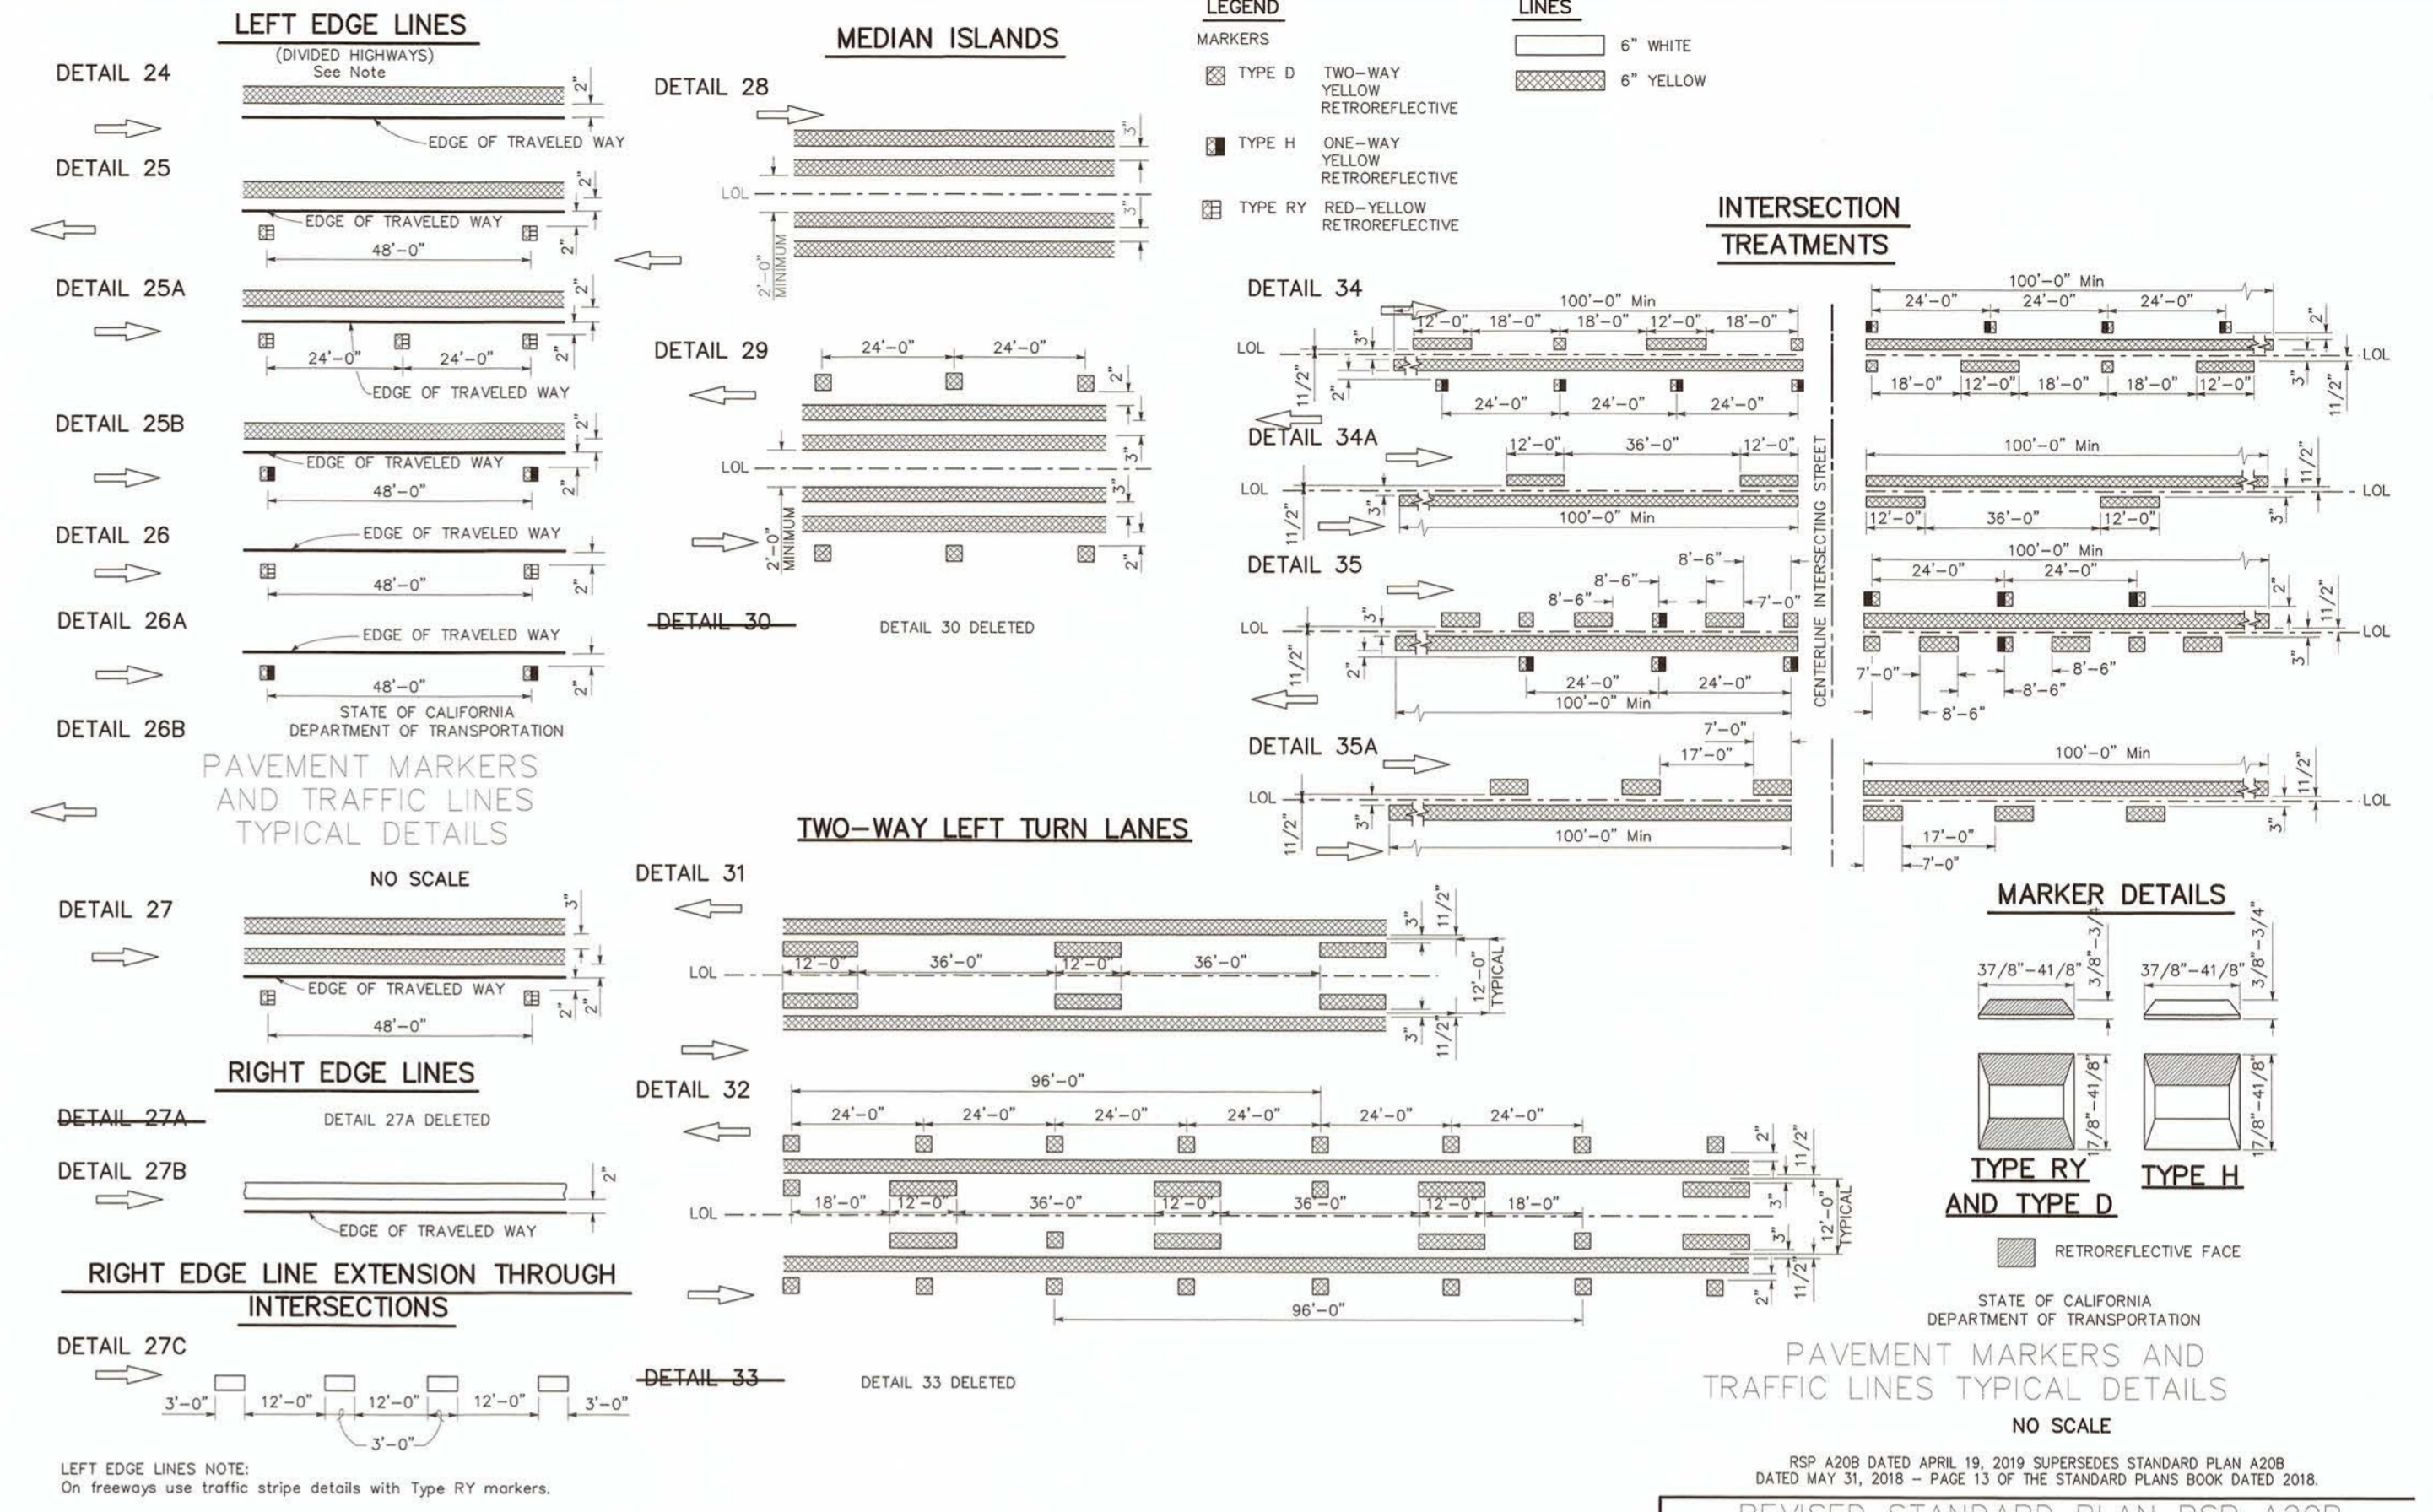 LEFT EDGE LINES
(DIVIDED HIGHWAYS)
See Note
DETAIL 24
2"
EDGE OF TRAVELED WAY
DETAIL 25
2"
EDGE OF TRAVELED WAY
48'-0"
2"
DETAIL 25A
2"
24'-0" 24'-0"
2"
EDGE OF TRAVELED WAY
DETAIL 25B
2"
EDGE OF TRAVELED WAY
48'-0"
2"
DETAIL 26
EDGE OF TRAVELED WAY
48'-0"
2"
DETAIL 26A
EDGE OF TRAVELED WAY
48'-0"
2"
STATE OF CALIFORNIA
DEPARTMENT OF TRANSPORTATION
DETAIL 26B
PAVEMENT MARKERS
AND TRAFFIC LINES
TYPICAL DETAILS
NO SCALE
DETAIL 27
3"
EDGE OF TRAVELED WAY
48'-0"
2" 2"
RIGHT EDGE LINES
DETAIL 27A
DETAIL 27A DELETED
DETAIL 27B
2"
EDGE OF TRAVELED WAY
RIGHT EDGE LINE EXTENSION THROUGH
INTERSECTIONS
DETAIL 27C
3'-0" 12'-0" 12'-0" 12'-0" 3'-0"
3'-0"
LEFT EDGE LINES NOTE:
On freeways use traffic stripe details with Type RY markers.
MEDIAN ISLANDS
DETAIL 28
3"
LOL
3"
2'-0"
MINIMUM
DETAIL 29
24'-0" 24'-0"
2"
3"
LOL
3"
2'-0"
MINIMUM
2"
DETAIL 30
DETAIL 30 DELETED
TWO-WAY LEFT TURN LANES
DETAIL 31
3" 11/2"
LOL
12'-0" 36'-0" 12'-0" 36'-0"
12'-0"
TYPICAL
3" 11/2"
DETAIL 32
96'-0"
24'-0" 24'-0" 24'-0" 24'-0" 24'-0" 24'-0"
2" 11/2"
18'-0" 12'-0" 36'-0" 12'-0" 36'-0" 12'-0" 18'-0"
LOL
3"
12'-0"
TYPICAL
3"
2" 11/2"
96'-0"
DETAIL 33
DETAIL 33 DELETED
LEGEND
MARKERS
TYPE D TWO-WAY
YELLOW
RETROREFLECTIVE
TYPE H ONE-WAY
YELLOW
RETROREFLECTIVE
TYPE RY RED-YELLOW
RETROREFLECTIVE
LINES
6" WHITE
6" YELLOW
INTERSECTION
TREATMENTS
DETAIL 34
100'-0" Min
12'-0" 18'-0" 18'-0" 12'-0" 18'-0"
LOL
3"
11/2"
2"
24'-0" 24'-0" 24'-0"
100'-0" Min
24'-0" 24'-0" 24'-0"
2"
LOL
18'-0" 12'-0" 18'-0" 18'-0" 12'-0"
3"
11/2"
DETAIL 34A
12'-0" 36'-0" 12'-0"
LOL
11/2"
3"
100'-0" Min
100'-0" Min
11/2"
LOL
12'-0" 36'-0" 12'-0"
3"
CENTERLINE INTERSECTING STREET
DETAIL 35
8'-6"
8'-6"
8'-6" 7'-0"
LOL
3"
11/2"
2"
24'-0" 24'-0"
100'-0" Min
100'-0" Min
24'-0" 24'-0"
2"
11/2"
LOL
3"
7'-0" 8'-6"
8'-6"
8'-6"
DETAIL 35A
7'-0"
17'-0"
LOL
11/2"
3"
100'-0" Min
100'-0" Min
11/2"
LOL
3"
17'-0"
7'-0"
MARKER DETAILS
37/8"-41/8" 3/8"-3/4" 37/8"-41/8" 3/8"-3/4"
17/8"-41/8" 17/8"-41/8"
TYPE RY
AND TYPE D
TYPE H
RETROREFLECTIVE FACE
STATE OF CALIFORNIA
DEPARTMENT OF TRANSPORTATION
PAVEMENT MARKERS AND
TRAFFIC LINES TYPICAL DETAILS
NO SCALE
RSP A20B DATED APRIL 19, 2019 SUPERSEDES STANDARD PLAN A20B
DATED MAY 31, 2018 - PAGE 13 OF THE STANDARD PLANS BOOK DATED 2018.
REVISED STANDARD PLAN RSP A20B